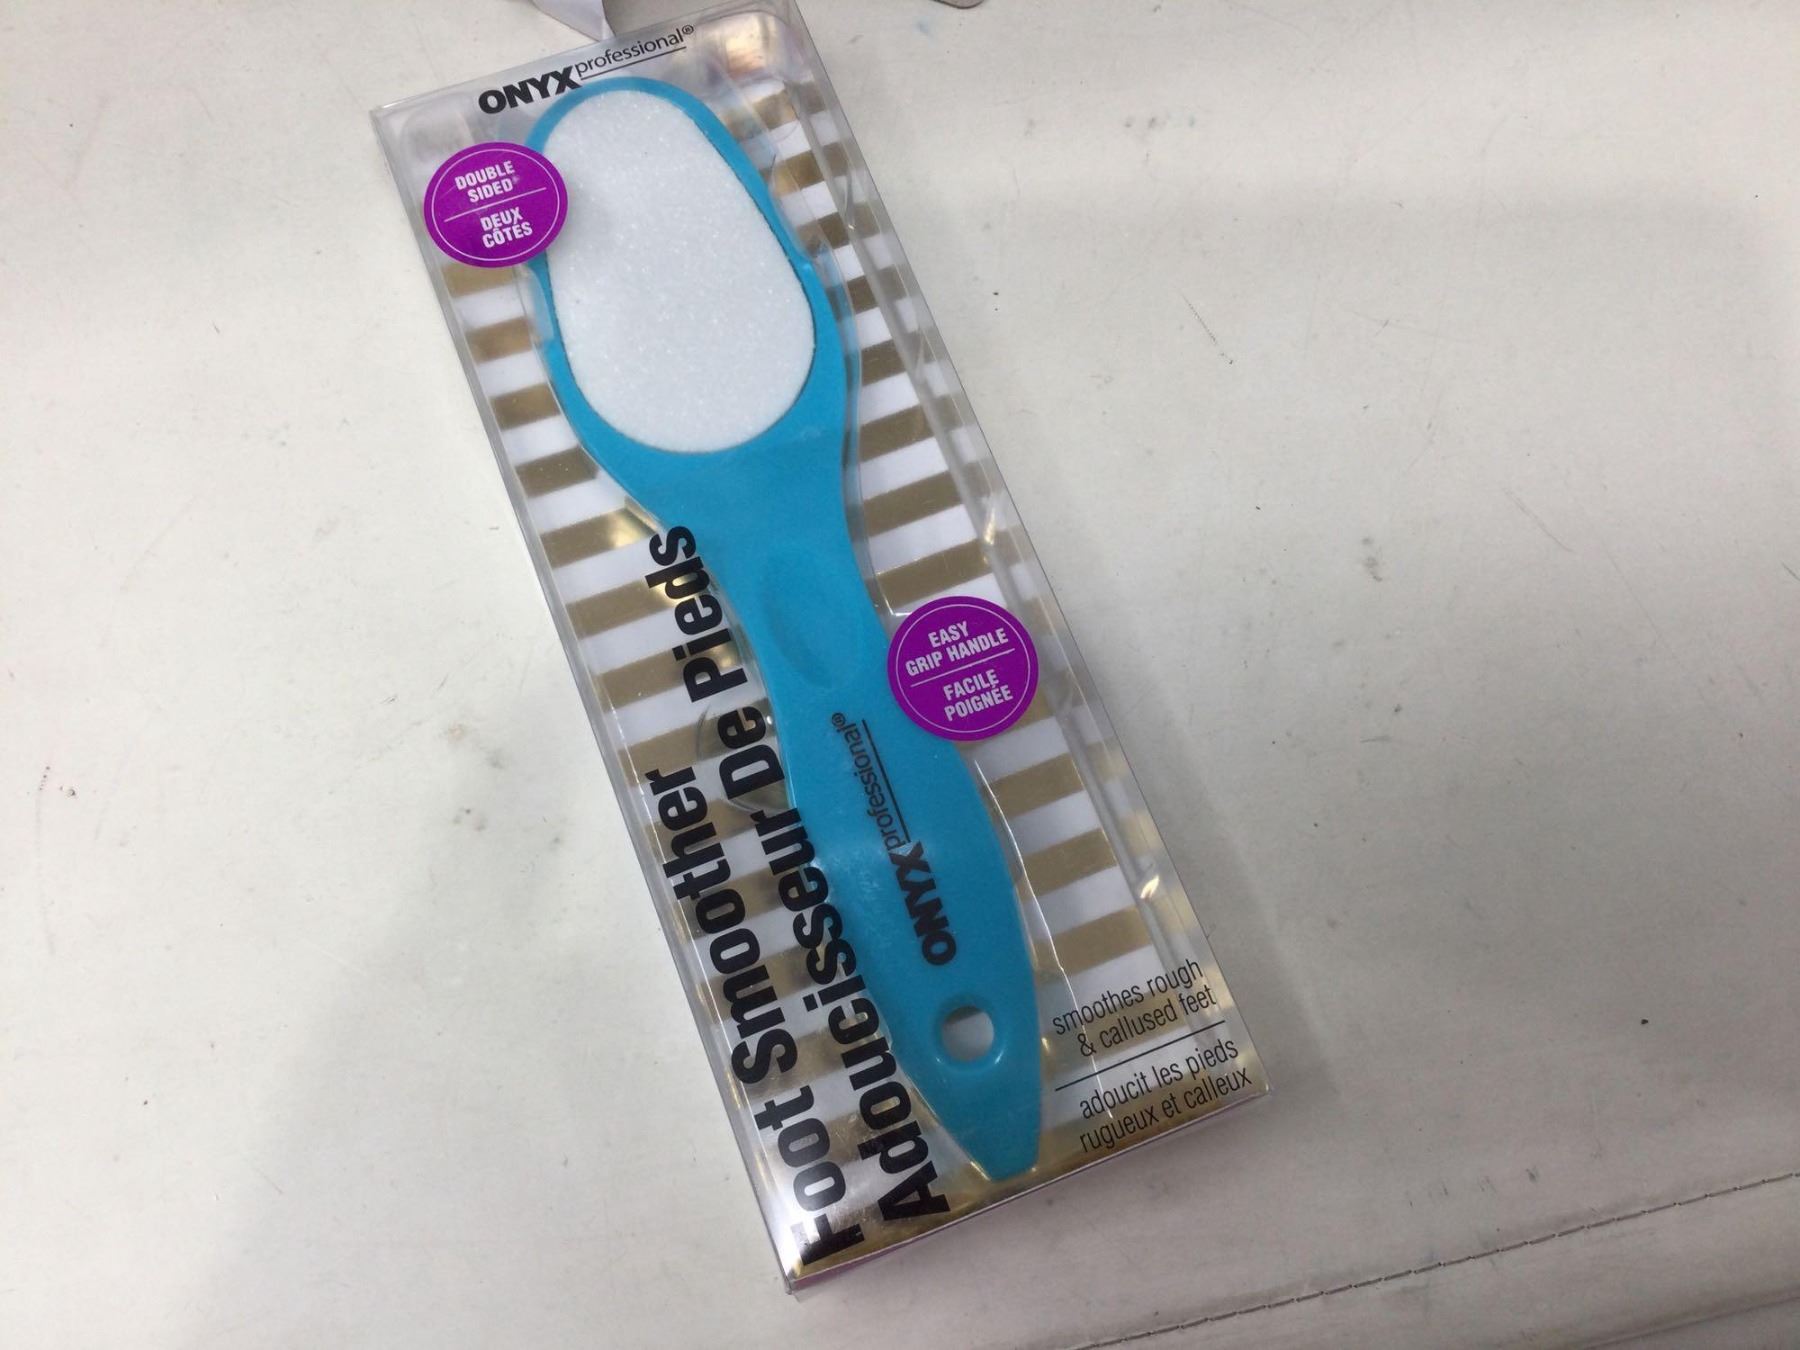 ONYX professional®
DOUBLE
SIDED*
DEUX
CÔTÉS
EASY
GRIP HANDLE
FACILE
POIGNÉE
ONYX professional®
Foot Smoother
Adoucisseur De Pieds
smoothes rough
& callused feet
adoucit les pieds
rugueux et calleux